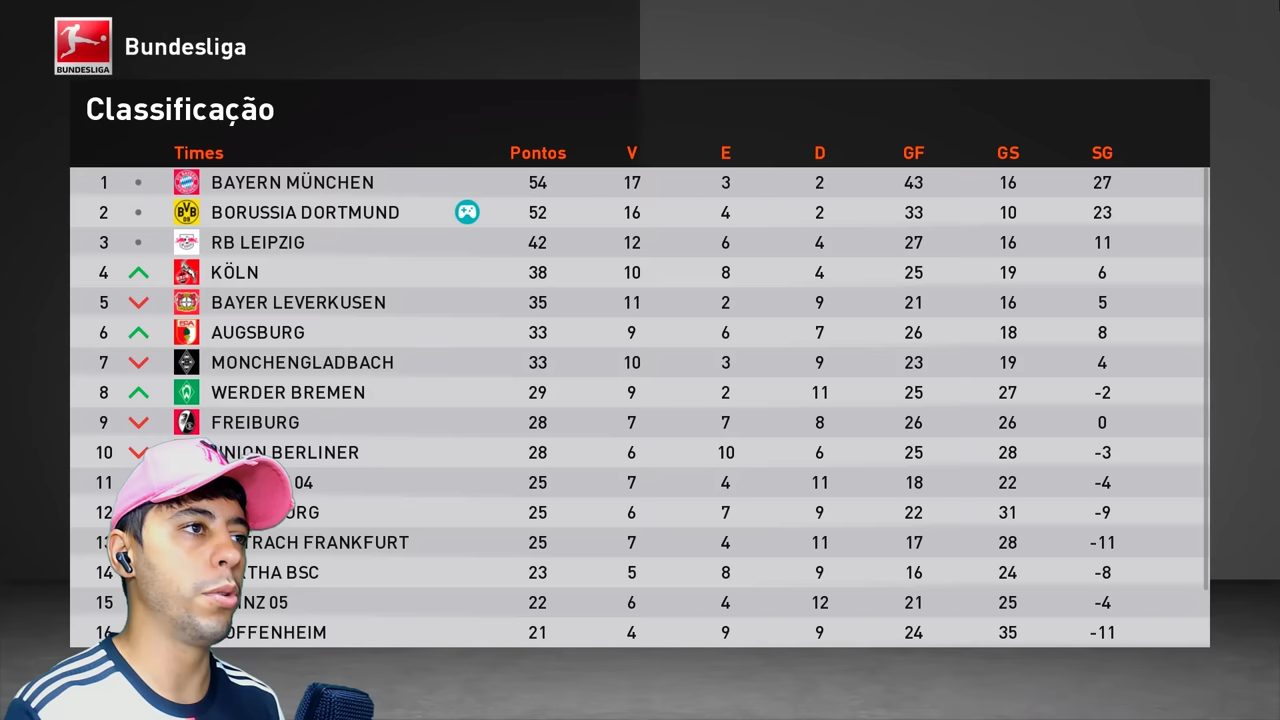 Bundesliga
BUNDESLIGA
Classificação
Times Pontos V E D GF GS SG
1 BAYERN MÜNCHEN 54 17 3 2 43 16 27
2 BORUSSIA DORTMUND 52 16 4 2 33 10 23
3 RB LEIPZIG 42 12 6 4 27 16 11
4 KÖLN 38 10 8 4 25 19 6
5 BAYER LEVERKUSEN 35 11 2 9 21 16 5
6 AUGSBURG 33 9 6 7 26 18 8
7 MONCHENGLADBACH 33 10 3 9 23 19 4
8 WERDER BREMEN 29 9 2 11 25 27 -2
9 FREIBURG 28 7 7 8 26 26 0
10 UNION BERLINER 28 6 10 6 25 28 -3
11 04 25 7 4 11 18 22 -4
12 ORG 25 6 7 9 22 31 -9
13 TRACH FRANKFURT 25 7 4 11 17 28 -11
14 THA BSC 23 5 8 9 16 24 -8
15 NZ 05 22 6 4 12 21 25 -4
16 OFFENHEIM 21 4 9 9 24 35 -11